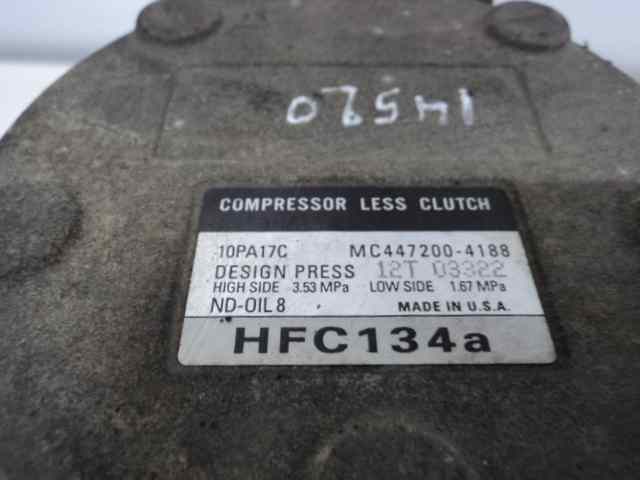 14520
COMPRESSOR LESS CLUTCH
10PA17C MC447200-4188
DESIGN PRESS 12T 03322
HIGH SIDE 3.53 MPa LOW SIDE 1.67 MPa
ND-OIL 8 MADE IN U.S.A.
HFC134a